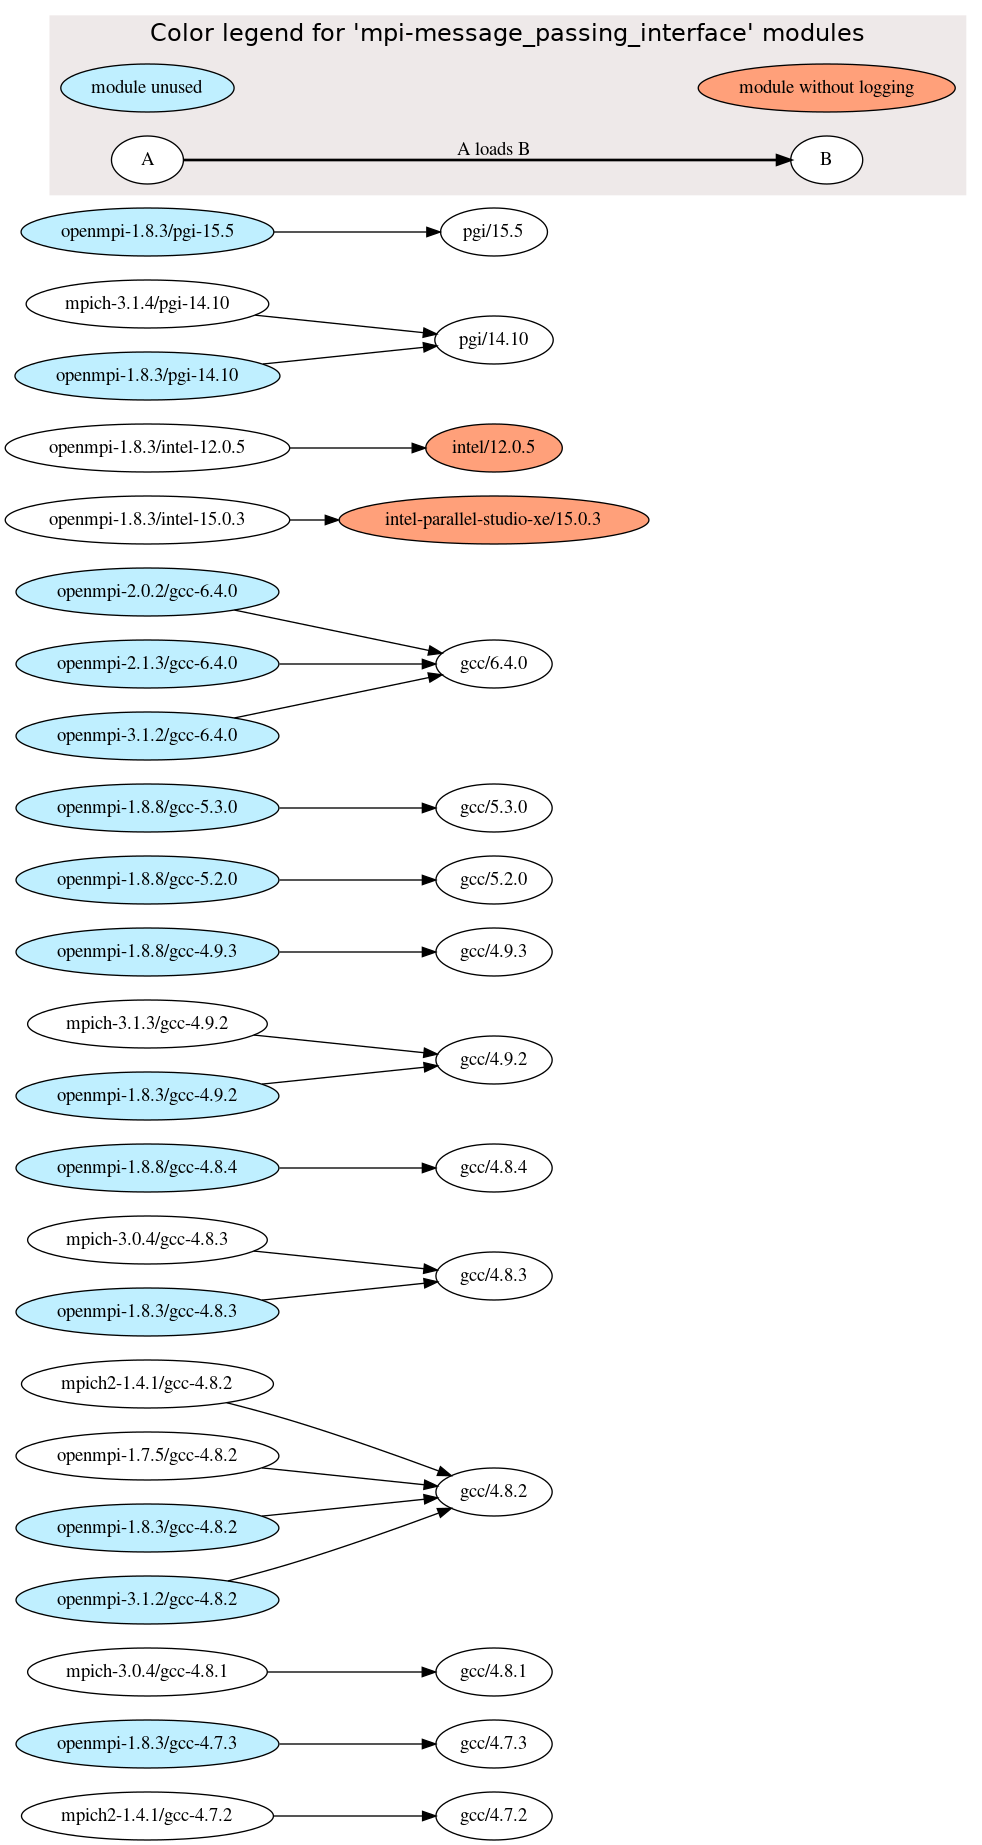 Color legend for 'mpi-message_passing_interface' modules
module unused
module without logging
A
A loads B
B
openmpi-1.8.3/pgi-15.5
pgi/15.5
mpich-3.1.4/pgi-14.10
pgi/14.10
openmpi-1.8.3/pgi-14.10
openmpi-1.8.3/intel-12.0.5
intel/12.0.5
openmpi-1.8.3/intel-15.0.3
intel-parallel-studio-xe/15.0.3
openmpi-2.0.2/gcc-6.4.0
openmpi-2.1.3/gcc-6.4.0
gcc/6.4.0
openmpi-3.1.2/gcc-6.4.0
openmpi-1.8.8/gcc-5.3.0
gcc/5.3.0
openmpi-1.8.8/gcc-5.2.0
gcc/5.2.0
openmpi-1.8.8/gcc-4.9.3
gcc/4.9.3
mpich-3.1.3/gcc-4.9.2
gcc/4.9.2
openmpi-1.8.3/gcc-4.9.2
openmpi-1.8.8/gcc-4.8.4
gcc/4.8.4
mpich-3.0.4/gcc-4.8.3
gcc/4.8.3
openmpi-1.8.3/gcc-4.8.3
mpich2-1.4.1/gcc-4.8.2
openmpi-1.7.5/gcc-4.8.2
gcc/4.8.2
openmpi-1.8.3/gcc-4.8.2
openmpi-3.1.2/gcc-4.8.2
mpich-3.0.4/gcc-4.8.1
gcc/4.8.1
openmpi-1.8.3/gcc-4.7.3
gcc/4.7.3
mpich2-1.4.1/gcc-4.7.2
gcc/4.7.2